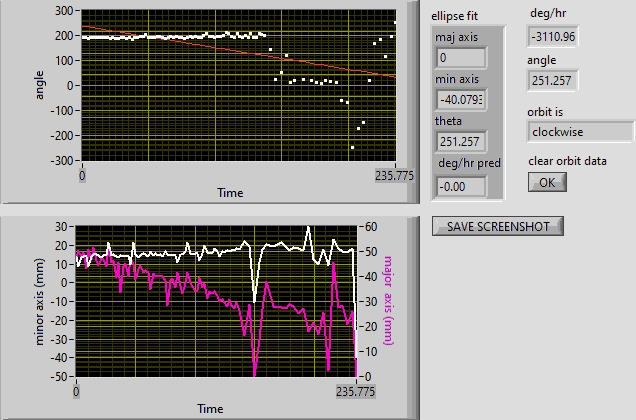 300
200
100
0
-100
-200
-300
angle
0
235.775
Time
ellipse fit
maj axis
0
min axis
-40.079
theta
251.257
deg/hr pred
-0.00
deg/hr
-3110.96
angle
251.257
orbit is
clockwise
clear orbit data
OK
SAVE SCREENSHOT
30
20
10
0
-10
-20
-30
-40
-50
minor axis (mm)
60
50
40
30
20
10
0
major axis (mm)
0
235.775
Time